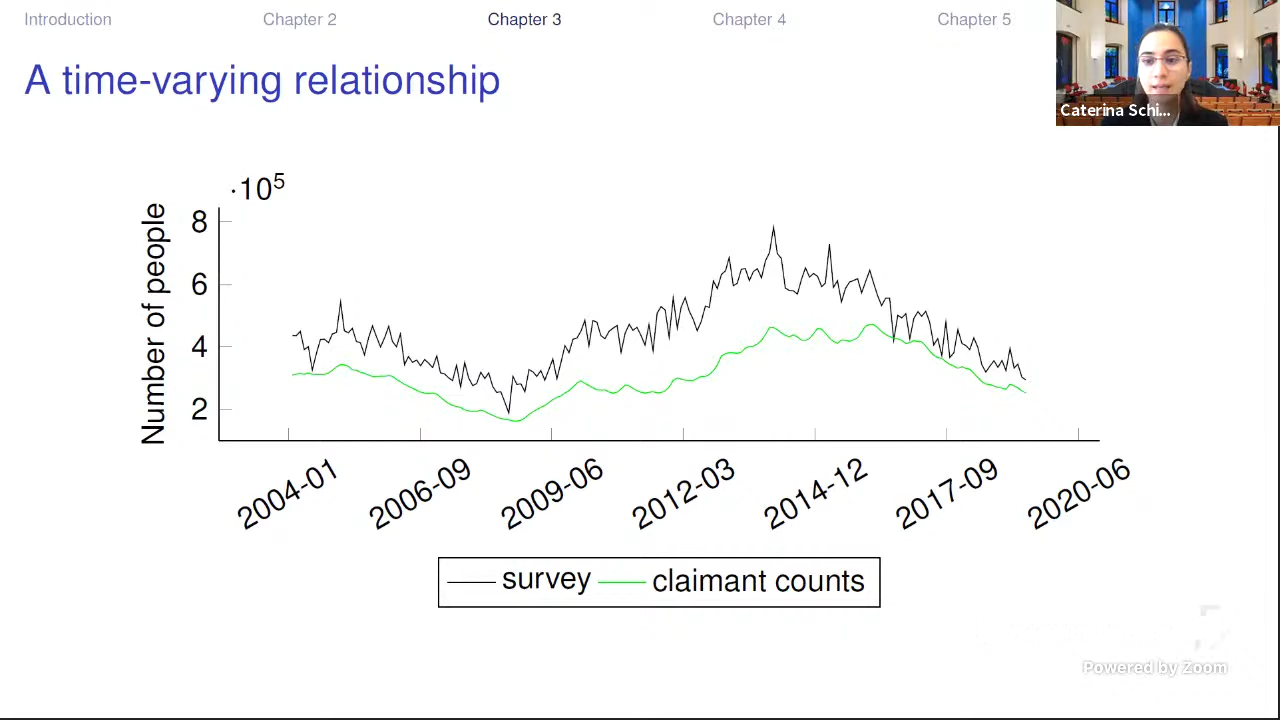 Introduction Chapter 2 Chapter 3 Chapter 4 Chapter 5
A time-varying relationship
Caterina Schi...
·10⁵
Number of people
8
6
4
2
2004-01 2006-09 2009-06 2012-03 2014-12 2017-09 2020-06
survey claimant counts
Powered by Zoom